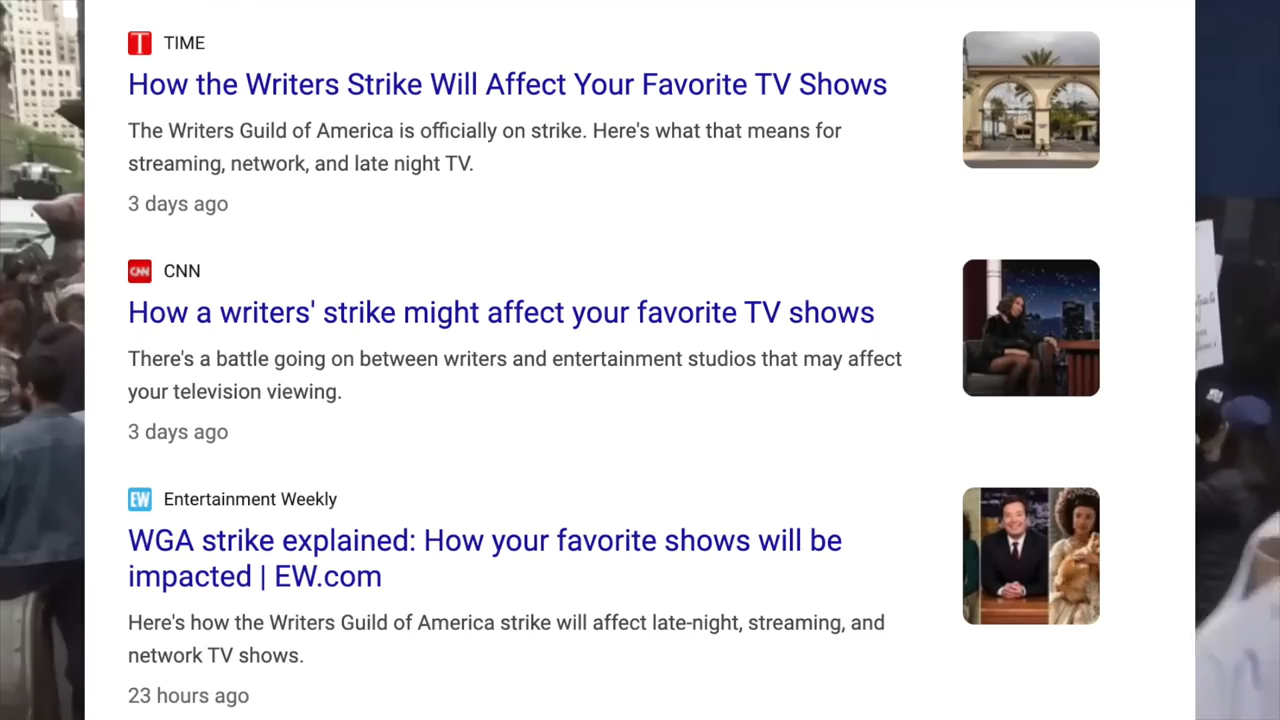 TIME
How the Writers Strike Will Affect Your Favorite TV Shows
The Writers Guild of America is officially on strike. Here's what that means for
streaming, network, and late night TV.
3 days ago
CNN
CNN
How a writers' strike might affect your favorite TV shows
There's a battle going on between writers and entertainment studios that may affect
your television viewing.
3 days ago
EW
Entertainment Weekly
WGA strike explained: How your favorite shows will be
impacted | EW.com
Here's how the Writers Guild of America strike will affect late-night, streaming, and
network TV shows.
23 hours ago